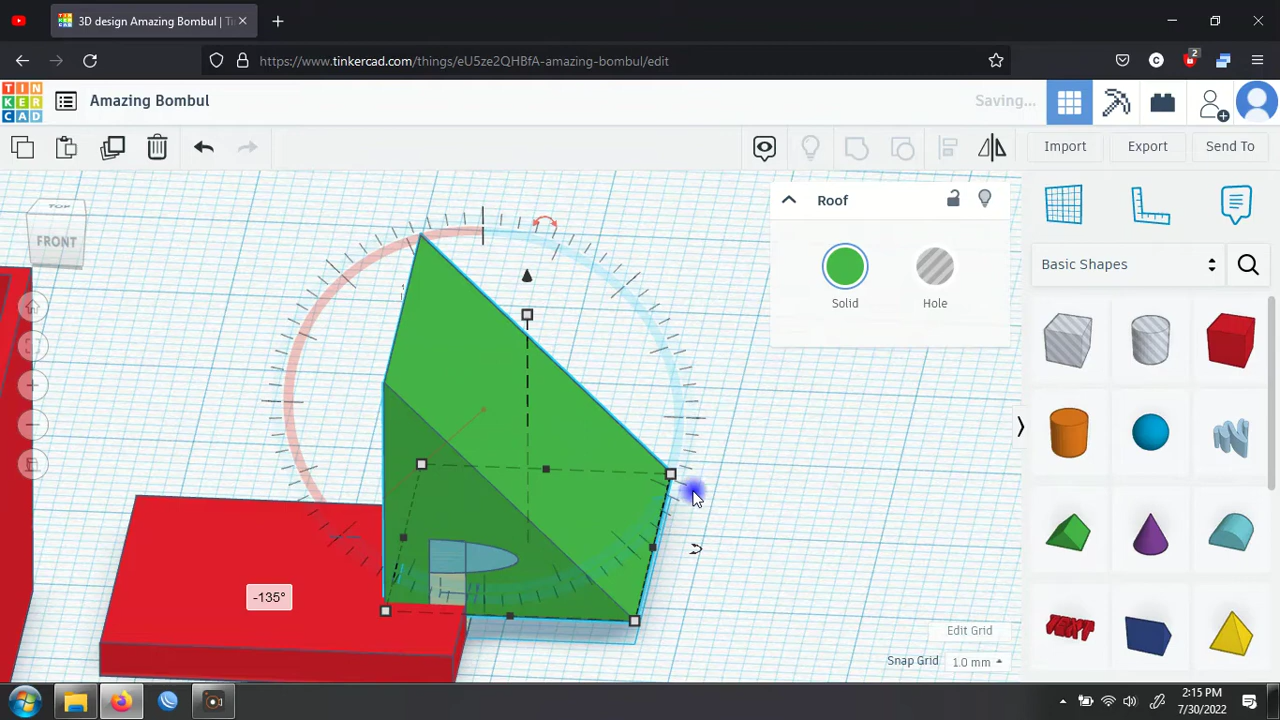 3D design Amazing Bombul | Ti
https://www.tinkercad.com/things/eU5ze2QHBfA-amazing-bombul/edit
2
TIN
KER
CAD
Amazing Bombul
Saving...
Import
Export
Send To
TOP
FRONT
Roof
Solid
Hole
Basic Shapes
TEXT
-135°
Edit Grid
Snap Grid
1.0 mm
2:15 PM
7/30/2022